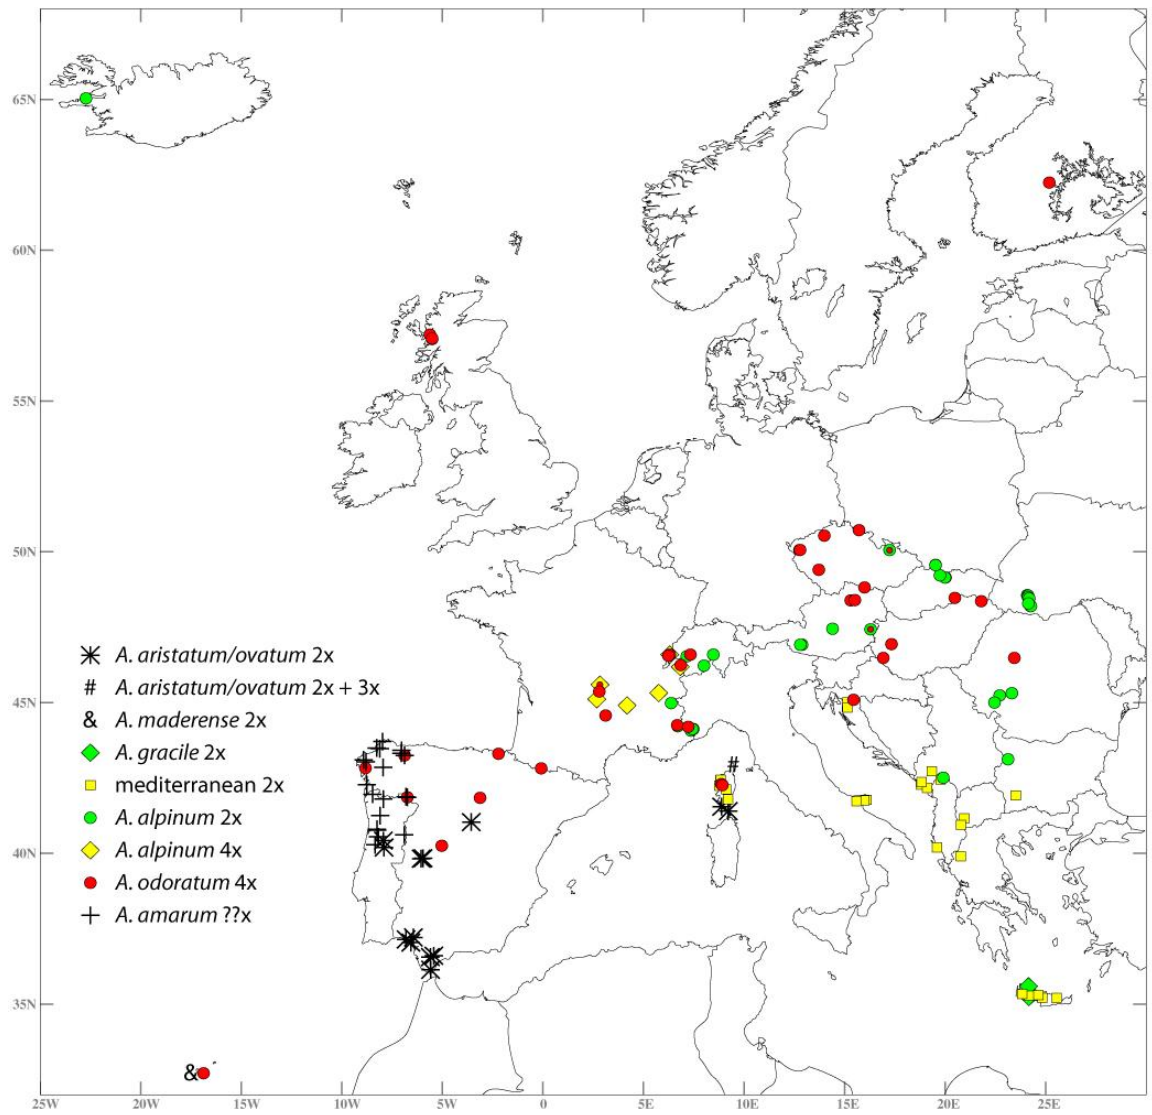 65N
60N
55N
50N
45N
40N
35N
A. aristatum/ovatum 2x
# A. aristatum/ovatum 2x + 3x
& A. maderense 2x
A. gracile 2x
mediterranean 2x
A. alpinum 2x
A. alpinum 4x
A. odoratum 4x
A. amarum ??x
#
&
25W 20W 15W 10W 5W 0 5E 10E 15E 20E 25E